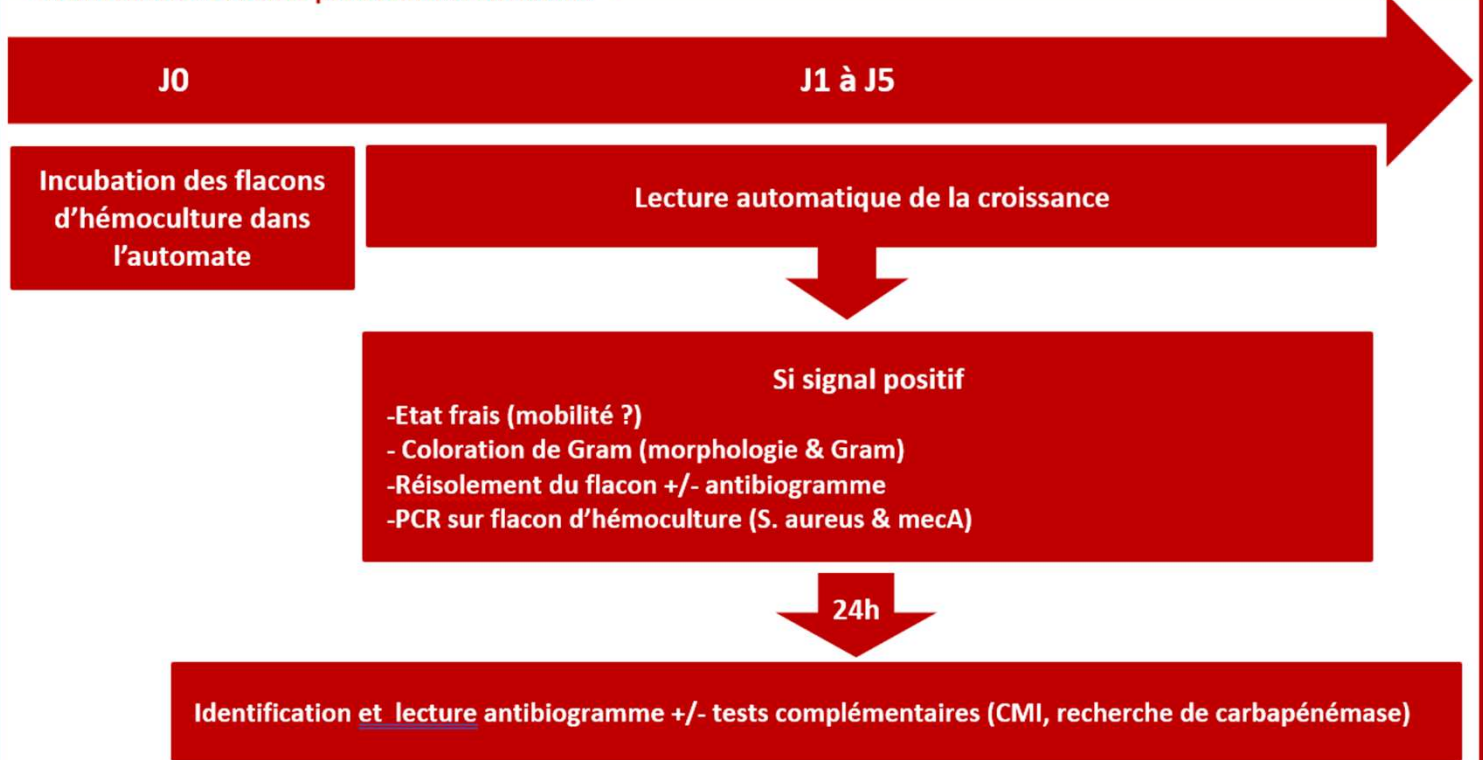 J0
J1 à J5
Incubation des flacons
d'hémoculture dans
l'automate
Lecture automatique de la croissance
Si signal positif
-Etat frais (mobilité ?)
- Coloration de Gram (morphologie & Gram)
-Réisolement du flacon +/- antibiogramme
-PCR sur flacon d'hémoculture (S. aureus & mecA)
24h
Identification et lecture antibiogramme +/- tests complémentaires (CMI, recherche de carbapénémase)